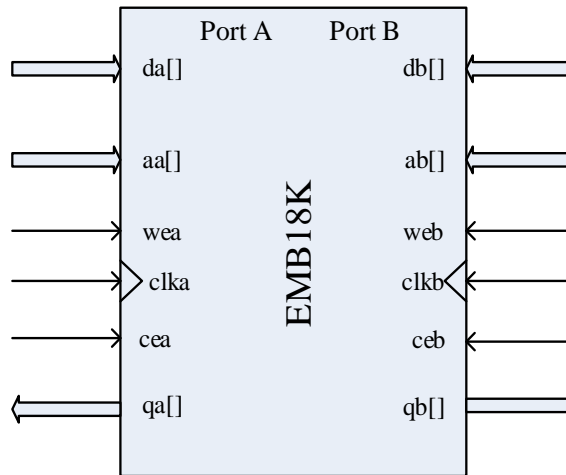 Port A Port B
da[] db[]
aa[] ab[]
EMB18K
wea web
clka clkb
cea ceb
qa[] qb[]